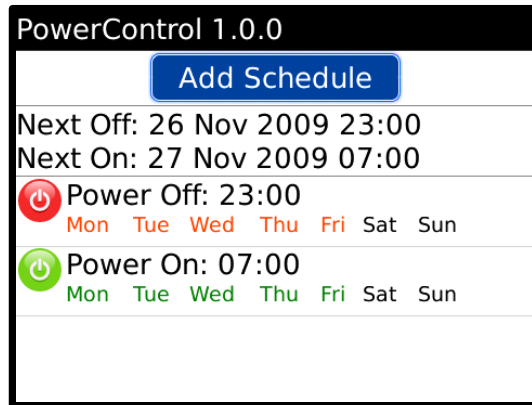 PowerControl 1.0.0
Add Schedule
Next Off: 26 Nov 2009 23:00
Next On: 27 Nov 2009 07:00
Power Off: 23:00
Mon Tue Wed Thu Fri Sat Sun
Power On: 07:00
Mon Tue Wed Thu Fri Sat Sun